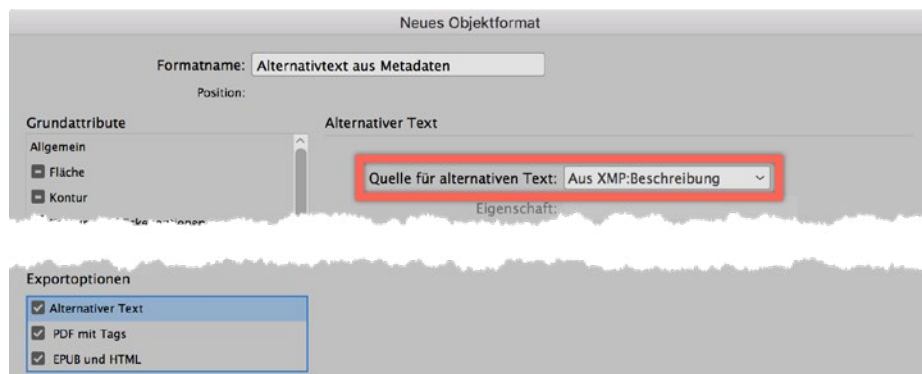 Neues Objektformat
Formatname: Alternativtext aus Metadaten
Position:
Grundattribute
Alternativer Text
Allgemein
Fläche
Quelle für alternativen Text: Aus XMP:Beschreibung
Kontur
Eigenschaft:
Exportoptionen
Alternativer Text
PDF mit Tags
EPUB und HTML